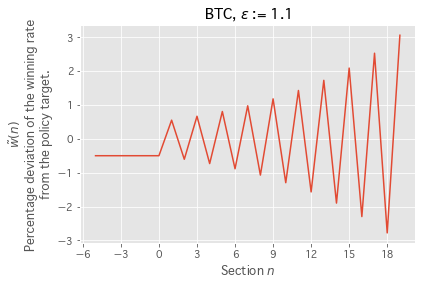 BTC, ε := 1.1
3
2
1
0
−1
−2
−3
Percentage deviation of the winning rate
w̃(n)
from the policy target.
−6 −3 0 3 6 9 12 15 18
Section n